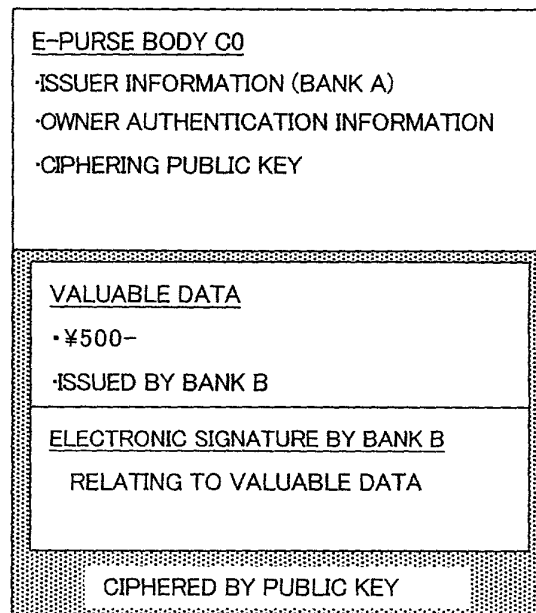 E-PURSE BODY C0
·ISSUER INFORMATION (BANK A)
·OWNER AUTHENTICATION INFORMATION
·CIPHERING PUBLIC KEY
VALUABLE DATA
·¥500-
·ISSUED BY BANK B
ELECTRONIC SIGNATURE BY BANK B
RELATING TO VALUABLE DATA
CIPHERED BY PUBLIC KEY